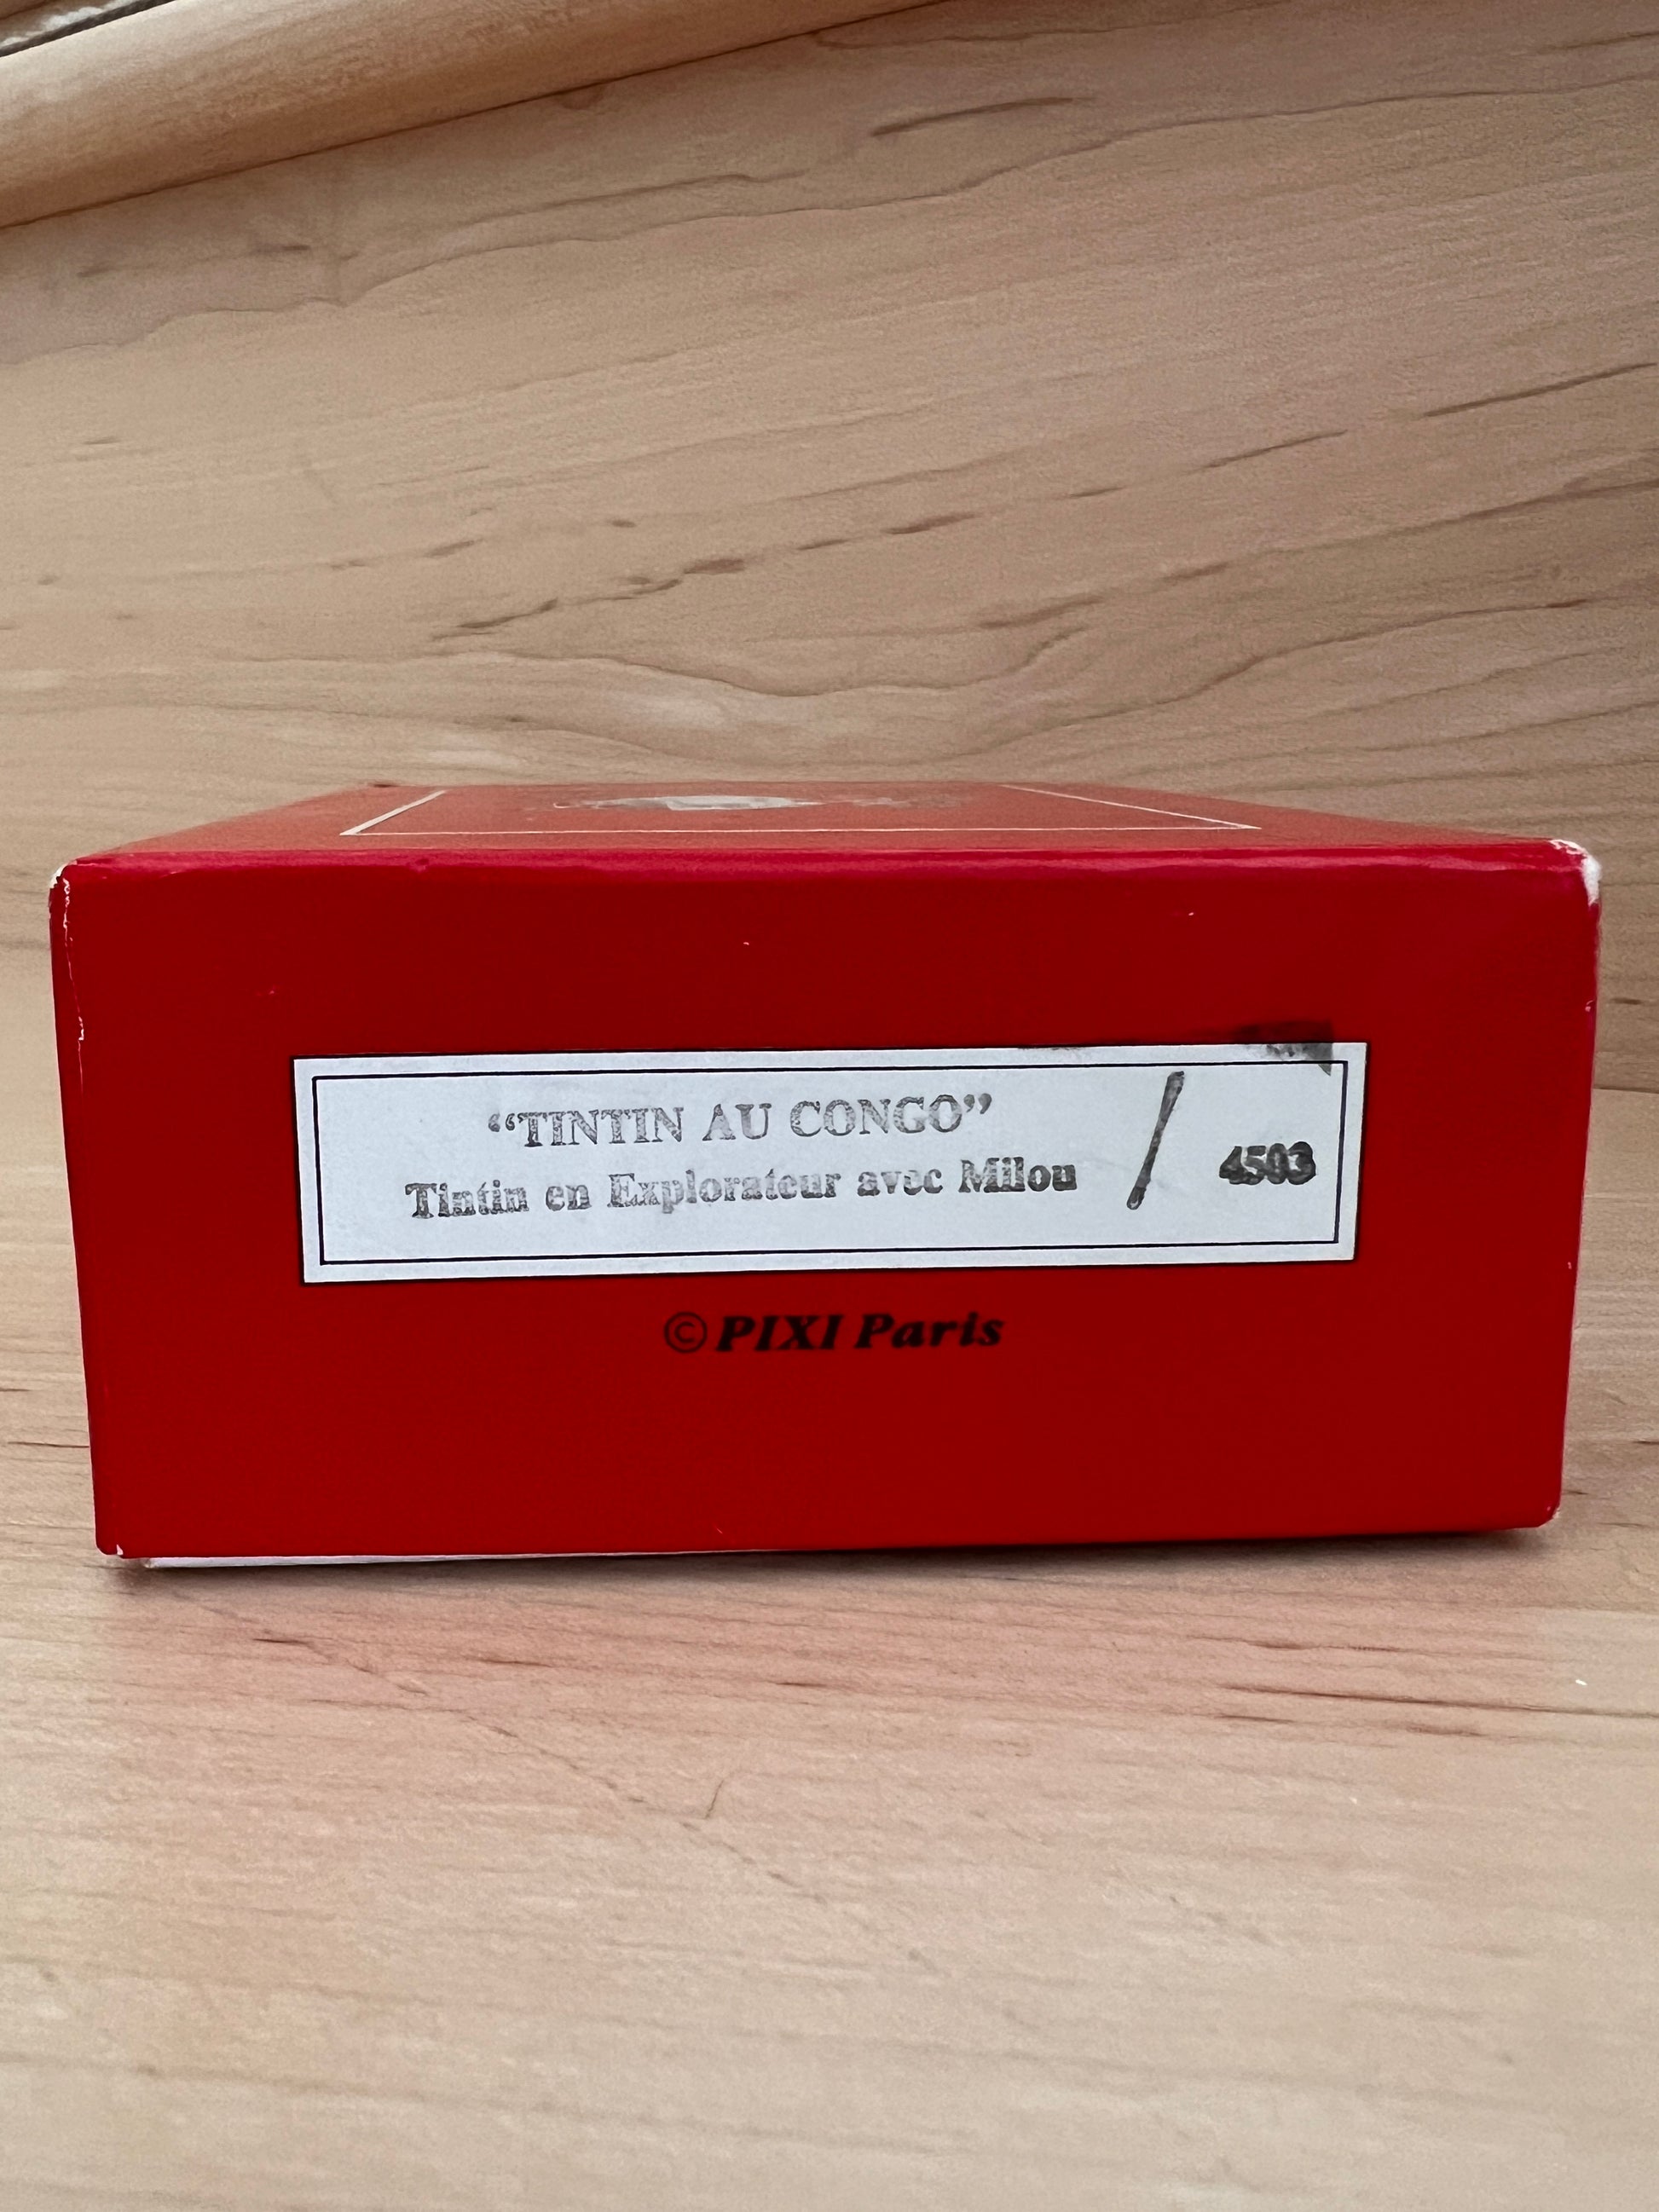 “TINTIN AU CONGO”
Tintin en Explorateur avec Milou / 4503
©PIXI Paris